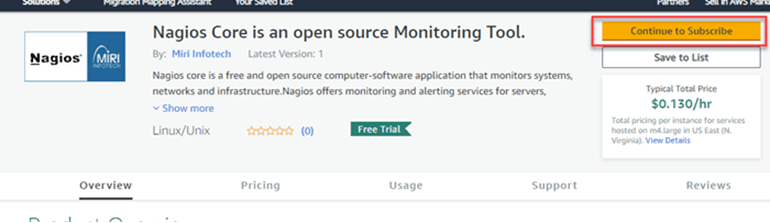 Solutions Migration Mapping Assistant Your Saved List Partners Sell in AWS Mark
Nagios Core is an open source Monitoring Tool.
By: Miri Infotech Latest Version: 1
Nagios core is a free and open source computer-software application that monitors systems,
networks and infrastructure.Nagios offers monitoring and alerting services for servers,
Show more
Linux/Unix (0) Free Trial
Nagios
MIRI
INFOTECH
Continue to Subscribe
Save to List
Typical Total Price
$0.130/hr
Total pricing per instance for services
hosted on m4.large in US East (N.
Virginia). View Details
Overview Pricing Usage Support Reviews